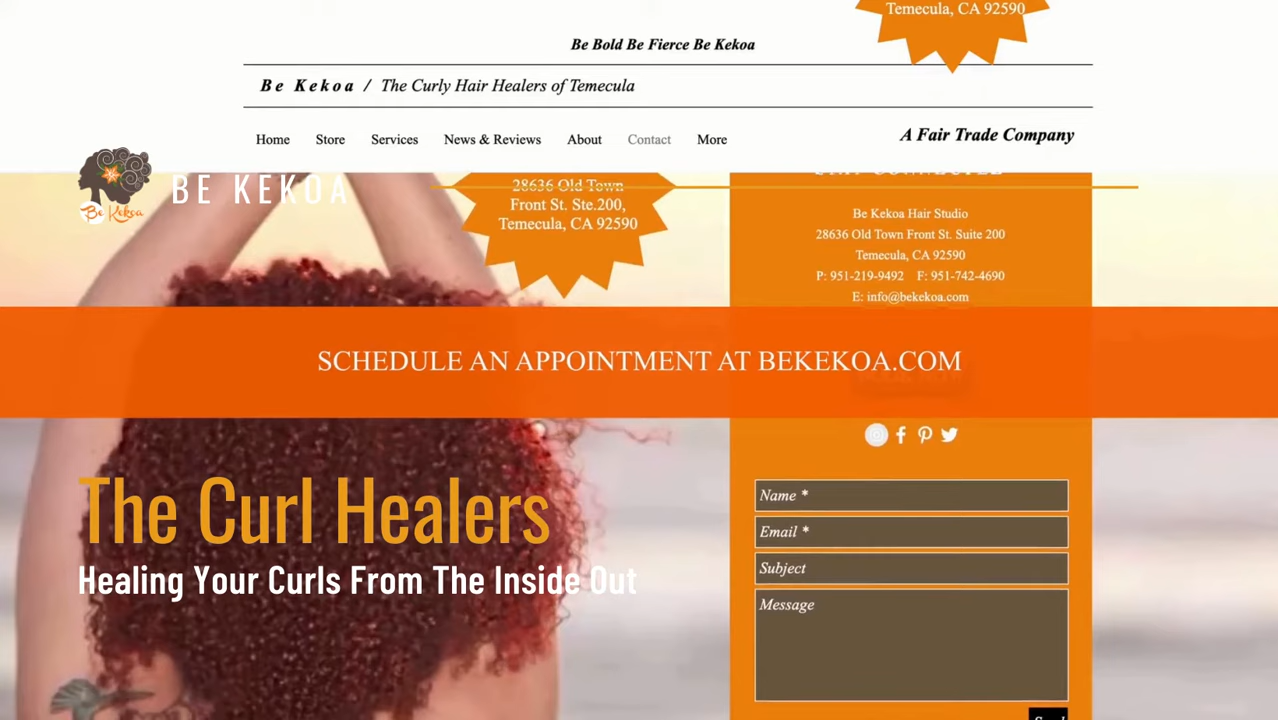 Temecula, CA 92590
Be Bold Be Fierce Be Kekoa
Be Kekoa / The Curly Hair Healers of Temecula
Home Store Services News & Reviews About Contact More
A Fair Trade Company
Be Kekoa
BE KEKOA
28636 Old Town
Front St. Ste.200,
Temecula, CA 92590
STAY CONNECTED
Be Kekoa Hair Studio
28636 Old Town Front St. Suite 200
Temecula, CA 92590
P: 951-219-9492 F: 951-742-4690
E: info@bekekoa.com
SCHEDULE AN APPOINTMENT AT BEKEKOA.COM
The Curl Healers
Healing Your Curls From The Inside Out
Name *
Email *
Subject
Message
Send